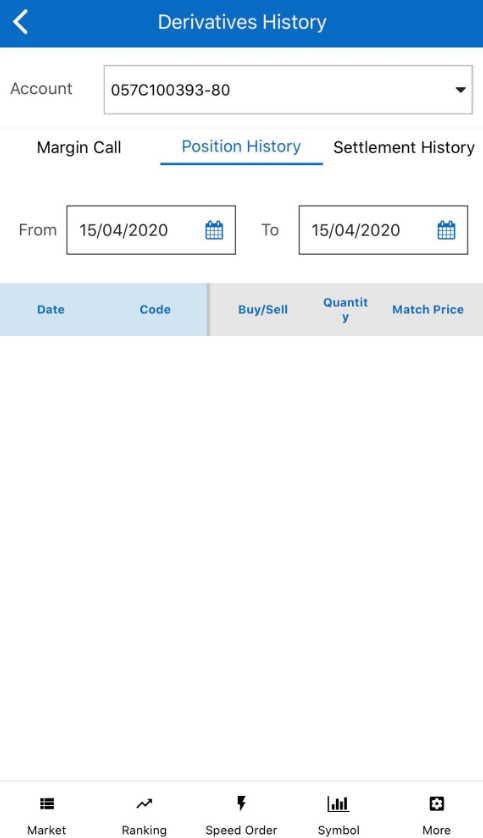 Derivatives History
Account 057C100393-80
Margin Call Position History Settlement History
From 15/04/2020 To 15/04/2020
Date Code Buy/Sell Quantit Match Price
y
Market Ranking Speed Order Symbol More